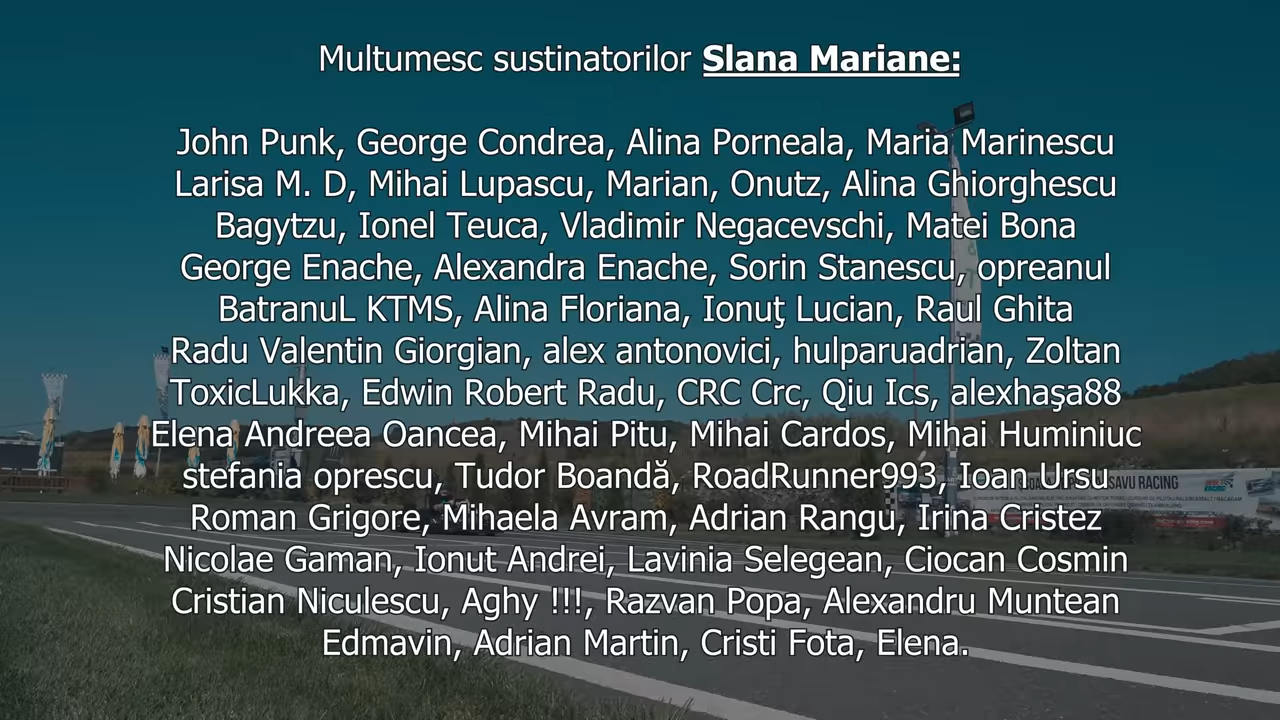 Multumesc sustinatorilor Slana Mariane:
John Punk, George Condrea, Alina Porneala, Maria Marinescu
Larisa M. D, Mihai Lupascu, Marian, Onutz, Alina Ghiorghescu
Bagytzu, Ionel Teuca, Vladimir Negacevschi, Matei Bona
George Enache, Alexandra Enache, Sorin Stanescu, opreanul
BatranuL KTMS, Alina Floriana, Ionuţ Lucian, Raul Ghita
Radu Valentin Giorgian, alex antonovici, hulparuadrian, Zoltan
ToxicLukka, Edwin Robert Radu, CRC Crc, Qiu Ics, alexhaşa88
Elena Andreea Oancea, Mihai Pitu, Mihai Cardos, Mihai Huminiuc
stefania oprescu, Tudor Boandă, RoadRunner993, Ioan Ursu
SAVU RACING
Roman Grigore, Mihaela Avram, Adrian Rangu, Irina Cristez
Nicolae Gaman, Ionut Andrei, Lavinia Selegean, Ciocan Cosmin
Cristian Niculescu, Aghy !!!, Razvan Popa, Alexandru Muntean
Edmavin, Adrian Martin, Cristi Fota, Elena.